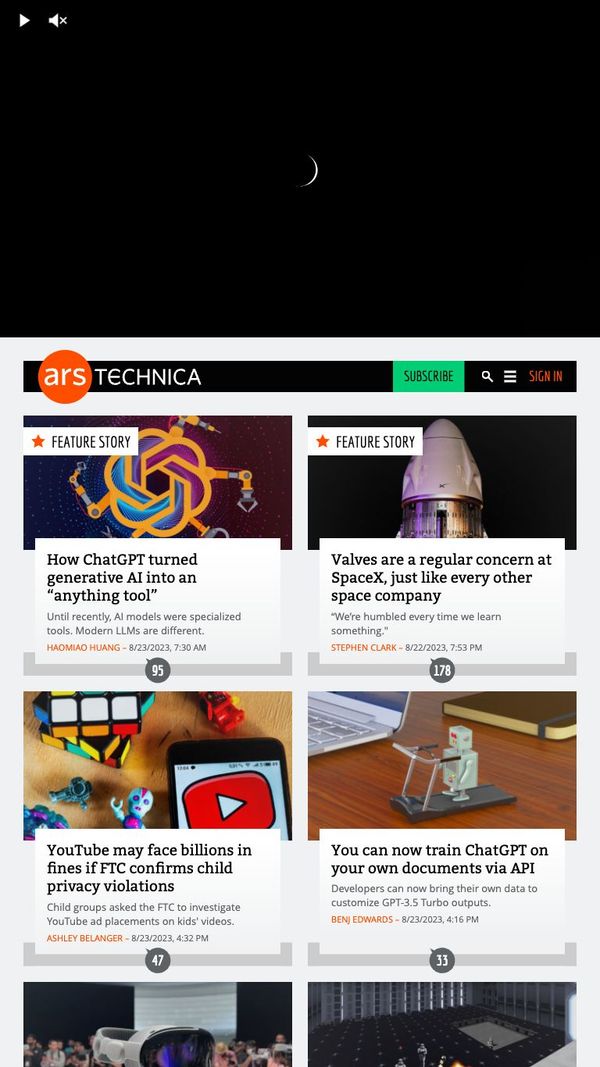 ars TECHNICA
SUBSCRIBE
SIGN IN
FEATURE STORY
How ChatGPT turned
generative AI into an
“anything tool”
Until recently, AI models were specialized
tools. Modern LLMs are different.
HAOMIAO HUANG – 8/23/2023, 7:30 AM
95
FEATURE STORY
Valves are a regular concern at
SpaceX, just like every other
space company
“We're humbled every time we learn
something."
STEPHEN CLARK – 8/22/2023, 7:53 PM
178
YouTube may face billions in
fines if FTC confirms child
privacy violations
Child groups asked the FTC to investigate
YouTube ad placements on kids' videos.
ASHLEY BELANGER – 8/23/2023, 4:32 PM
47
You can now train ChatGPT on
your own documents via API
Developers can now bring their own data to
customize GPT-3.5 Turbo outputs.
BENJ EDWARDS – 8/23/2023, 4:16 PM
33